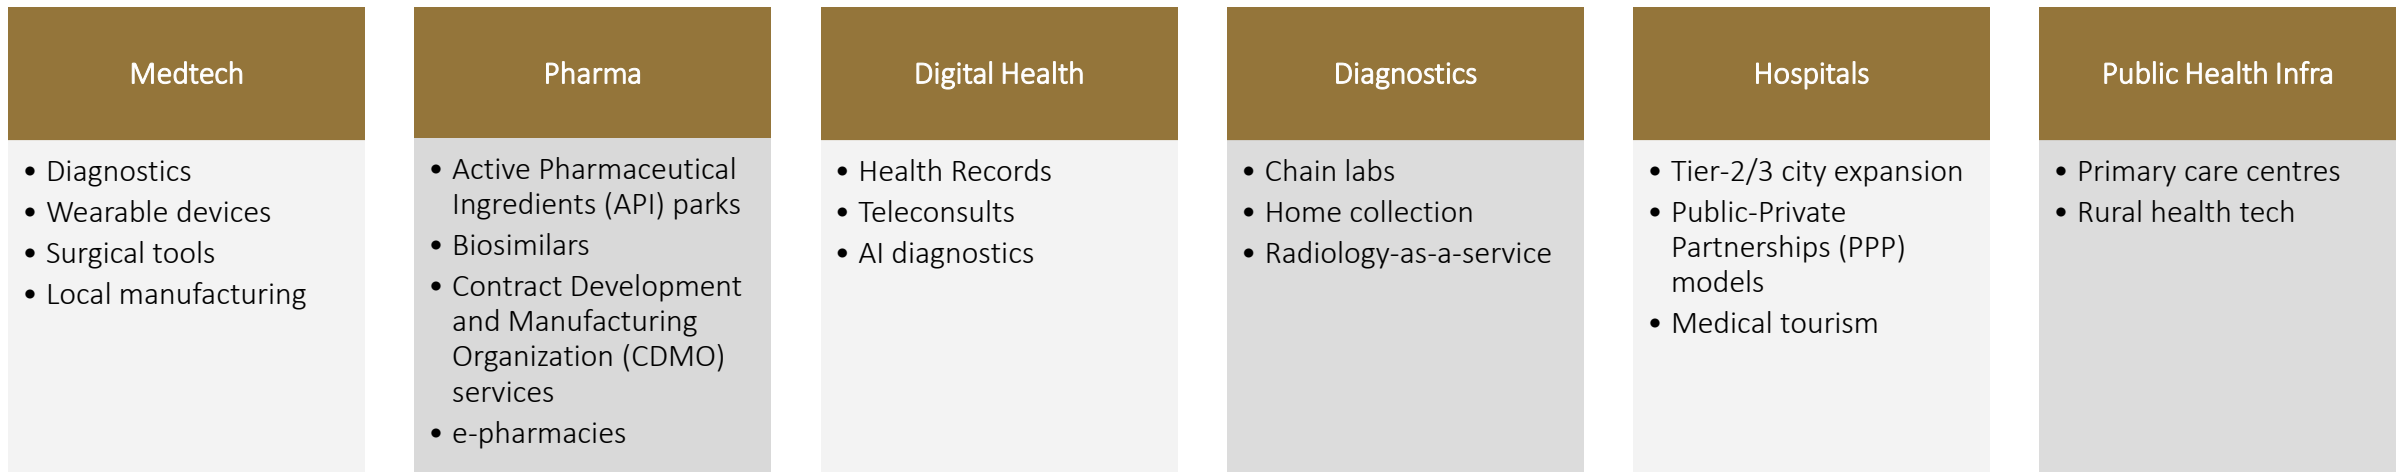 Medtech
• Diagnostics
• Wearable devices
• Surgical tools
• Local manufacturing
Pharma
• Active Pharmaceutical
Ingredients (API) parks
• Biosimilars
• Contract Development
and Manufacturing
Organization (CDMO)
services
• e-pharmacies
Digital Health
• Health Records
• Teleconsults
• AI diagnostics
Diagnostics
• Chain labs
• Home collection
• Radiology-as-a-service
Hospitals
• Tier-2/3 city expansion
• Public-Private
Partnerships (PPP)
models
• Medical tourism
Public Health Infra
• Primary care centres
• Rural health tech